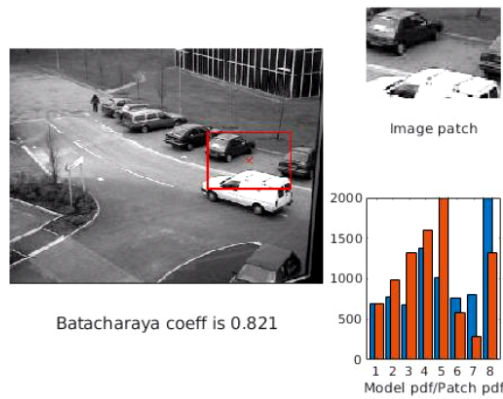 Image patch
Batacharaya coeff is 0.821
2000
1500
1000
500
0
1 2 3 4 5 6 7 8
Model pdf/Patch pdf